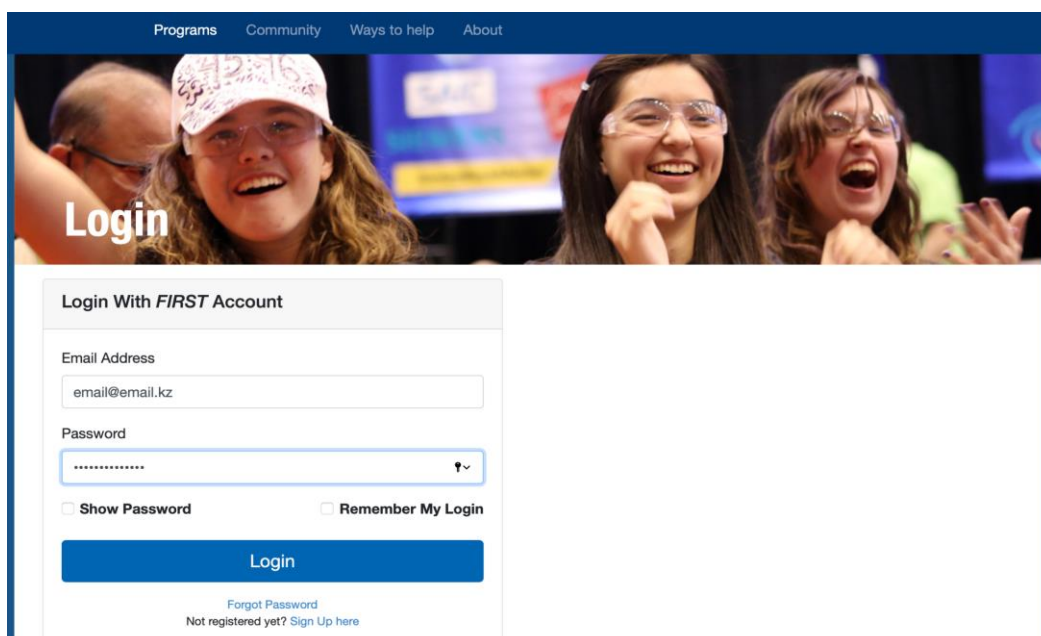 Programs Community Ways to help About
Login
Login With FIRST Account
Email Address
email@email.kz
Password
••••••••••••••
Show Password Remember My Login
Login
Forgot Password
Not registered yet? Sign Up here